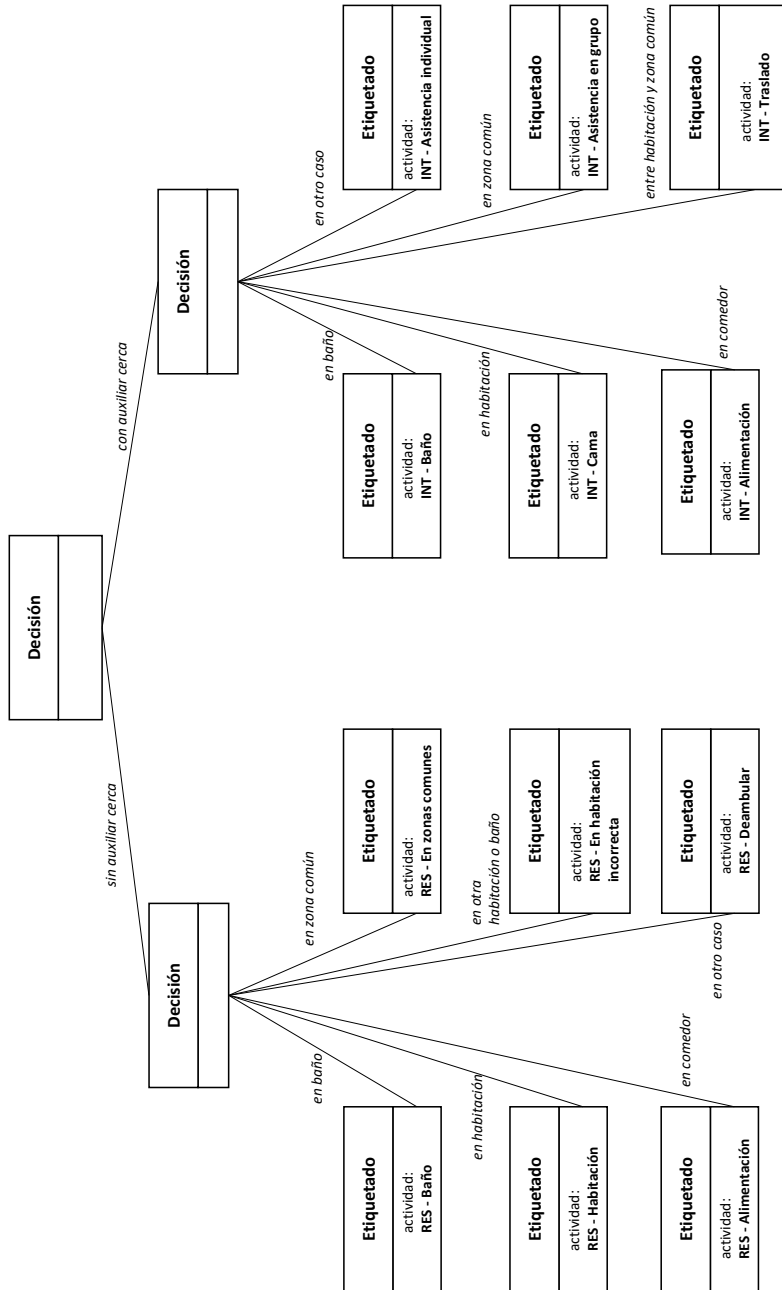 Decisión
sin auxiliar cerca
con auxiliar cerca
Decisión
en baño
en zona común
en habitación
en otra
habitación o baño
en comedor
en otro caso
Etiquetado
actividad:
RES - Baño
Etiquetado
actividad:
RES - En zonas comunes
Etiquetado
actividad:
RES - Habitación
Etiquetado
actividad:
RES - En habitación
incorrecta
Etiquetado
actividad:
RES - Alimentación
Etiquetado
actividad:
RES - Deambular
Decisión
en baño
en otro caso
en habitación
en zona común
en comedor
entre habitación y zona común
Etiquetado
actividad:
INT - Baño
Etiquetado
actividad:
INT - Asistencia individual
Etiquetado
actividad:
INT - Cama
Etiquetado
actividad:
INT - Asistencia en grupo
Etiquetado
actividad:
INT - Alimentación
Etiquetado
actividad:
INT - Traslado